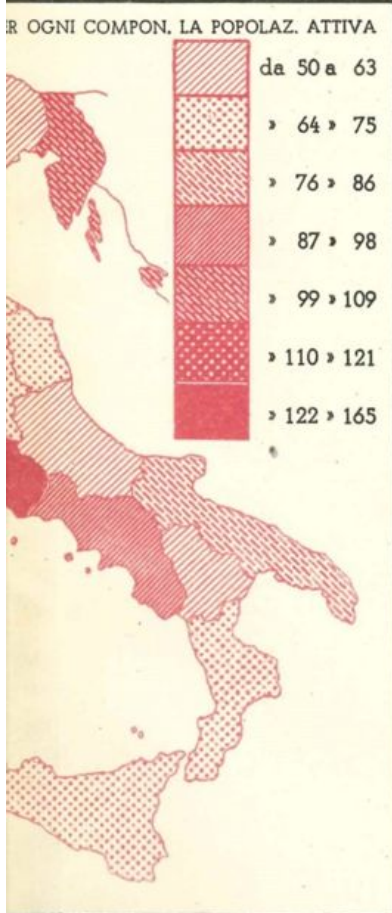 ER OGNI COMPON. LA POPOLAZ. ATTIVA
da 50 a 63
» 64 » 75
» 76 » 86
» 87 » 98
» 99 » 109
» 110 » 121
» 122 » 165